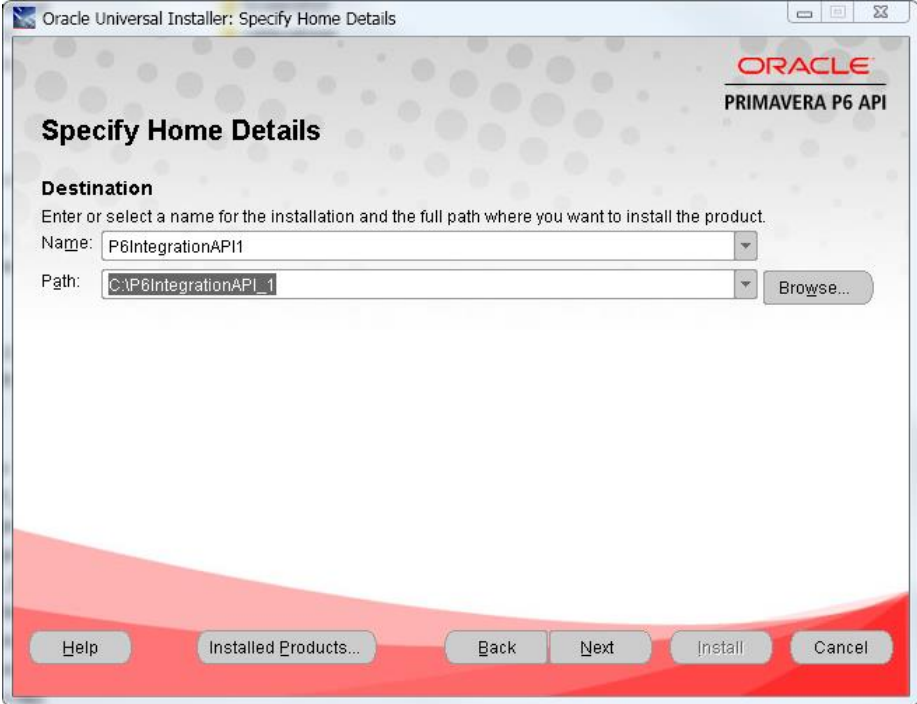 Oracle Universal Installer: Specify Home Details
ORACLE
PRIMAVERA P6 API
Specify Home Details
Destination
Enter or select a name for the installation and the full path where you want to install the product.
Name: P6IntegrationAPI1
Path: C:\P6IntegrationAPI_1 Browse...
Help Installed Products... Back Next Install Cancel